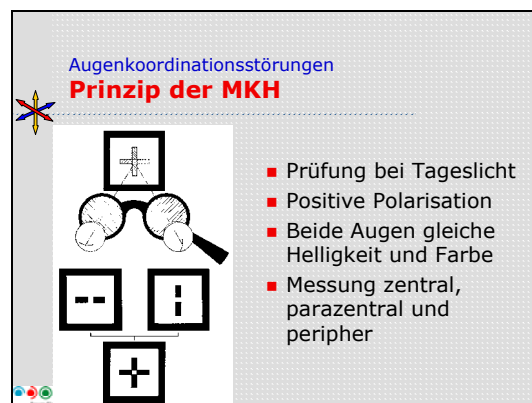 Augenkoordinationsstörungen
Prinzip der MKH
Prüfung bei Tageslicht
Positive Polarisation
Beide Augen gleiche
Helligkeit und Farbe
Messung zentral,
parazentral und
peripher